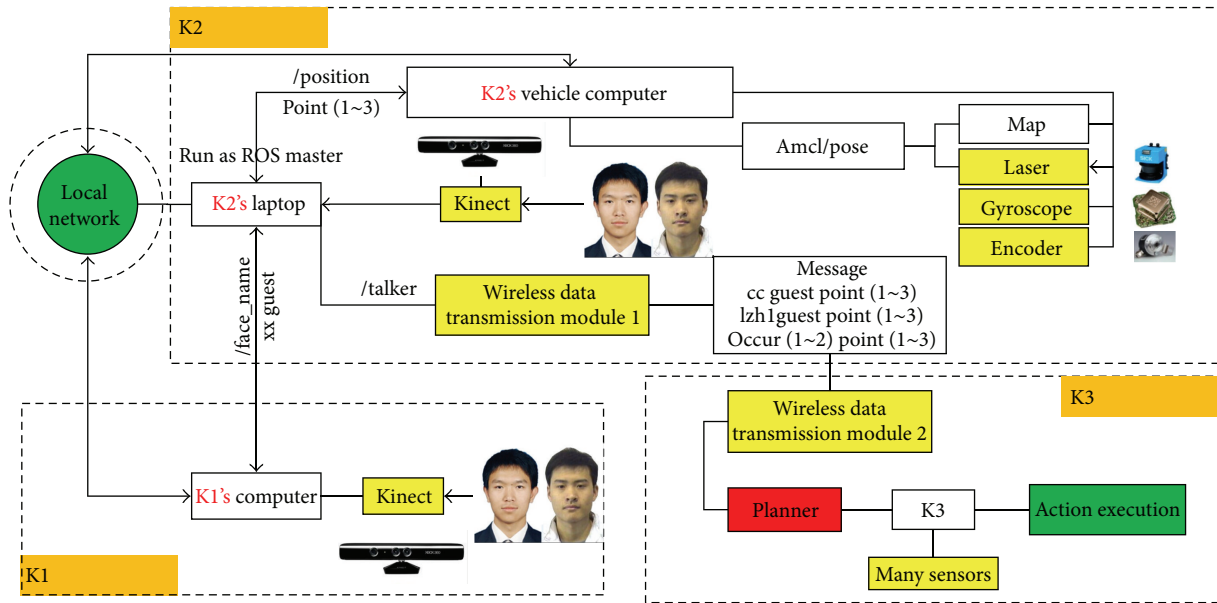 K2
/position
Point (1~3)
K2's vehicle computer
Map
Amcl/pose
Run as ROS master
Laser
Local
network
K2's laptop
Kinect
Gyroscope
Encoder
/talker
Wireless data
transmission module 1
Message
cc guest point (1~3)
lzh1guest point (1~3)
Occur (1~2) point (1~3)
/face_name
xx guest
K3
Wireless data
transmission module 2
K1's computer
Kinect
Planner
K3
Action execution
Many sensors
K1